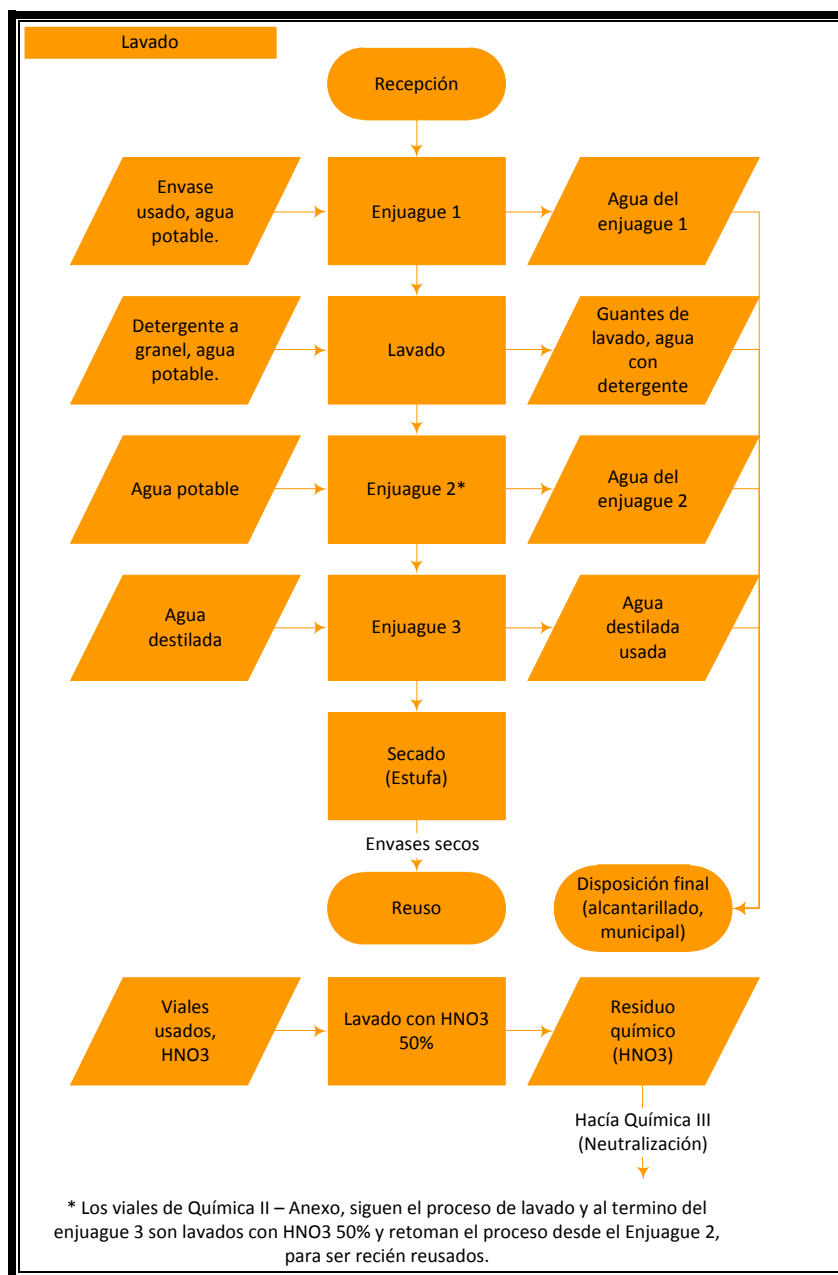 Lavado
Recepción
Envase
usado, agua
potable.
Enjuague 1
Agua del
enjuague 1
Detergente a
granel, agua
potable.
Lavado
Guantes de
lavado, agua
con
detergente
Agua potable
Enjuague 2*
Agua del
enjuague 2
Agua
destilada
Enjuague 3
Agua
destilada
usada
Secado
(Estufa)
Envases secos
Reuso
Disposición final
(alcantarillado,
municipal)
Viales
usados,
HNO3
Lavado con HNO3
50%
Residuo
químico
(HNO3)
Hacía Química III
(Neutralización)
* Los viales de Química II – Anexo, siguen el proceso de lavado y al termino del
enjuague 3 son lavados con HNO3 50% y retoman el proceso desde el Enjuague 2,
para ser recién reusados.